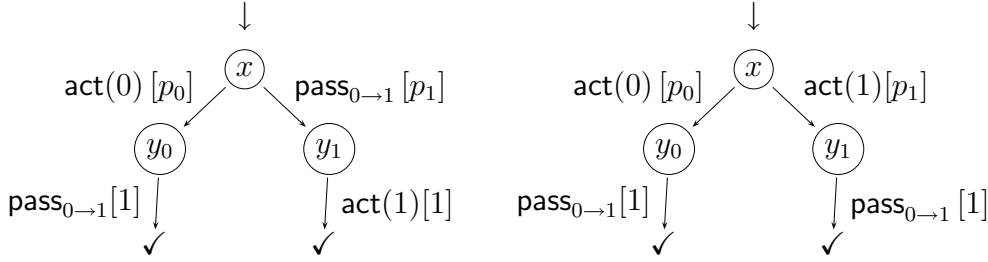 x x
act(0) [p₀] pass₀→₁ [p₁] act(0) [p₀] act(1)[p₁]
y₀ y₁ y₀ y₁
pass₀→₁[1] act(1)[1] pass₀→₁[1] pass₀→₁ [1]
✓ ✓ ✓ ✓